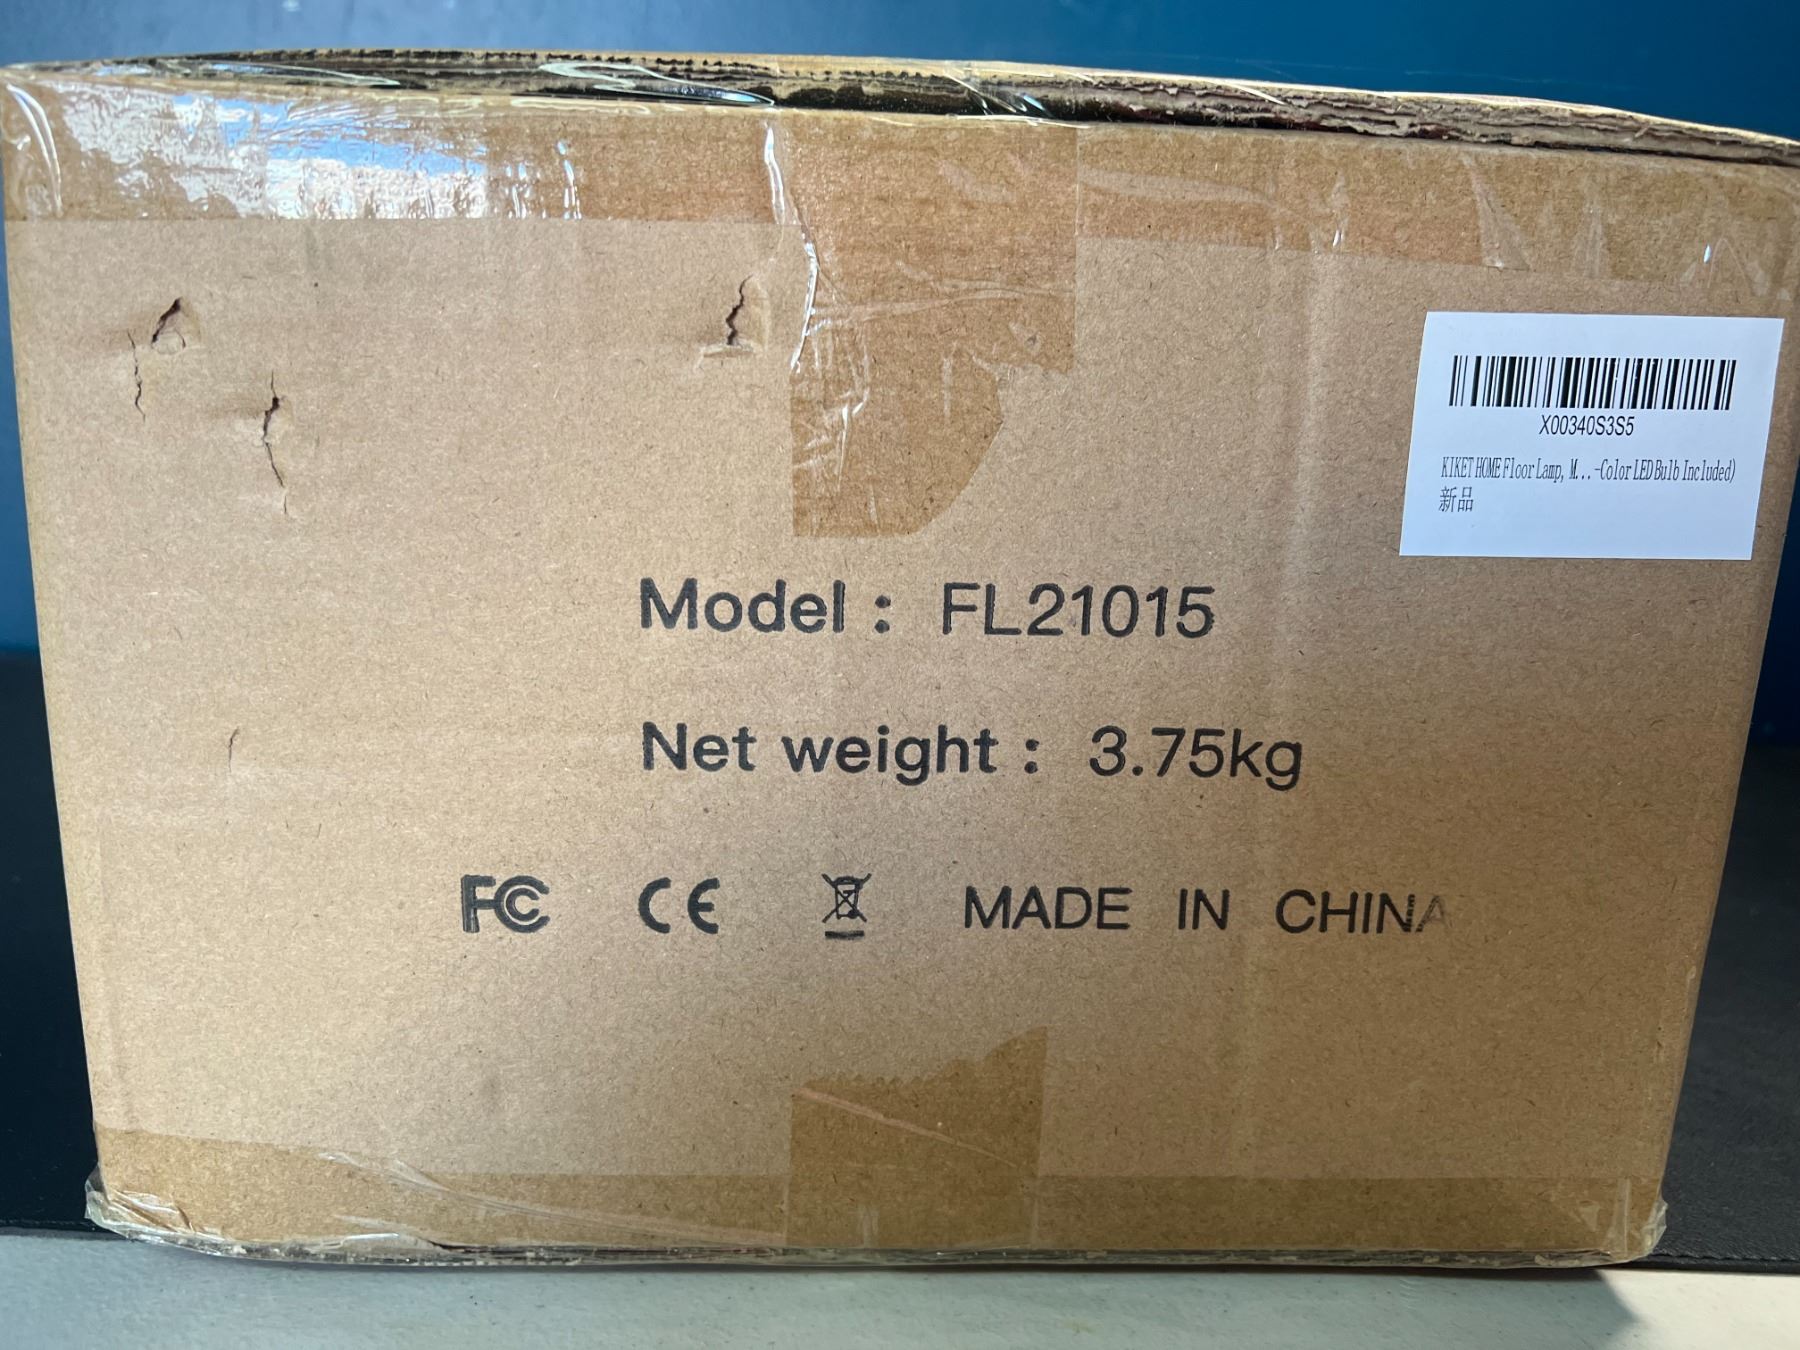 X00340S3S5
KIKET HOME Floor Lamp, M...-Color LED Bulb Included)
新品
Model： FL21015
Net weight： 3.75kg
FC CE MADE IN CHINA